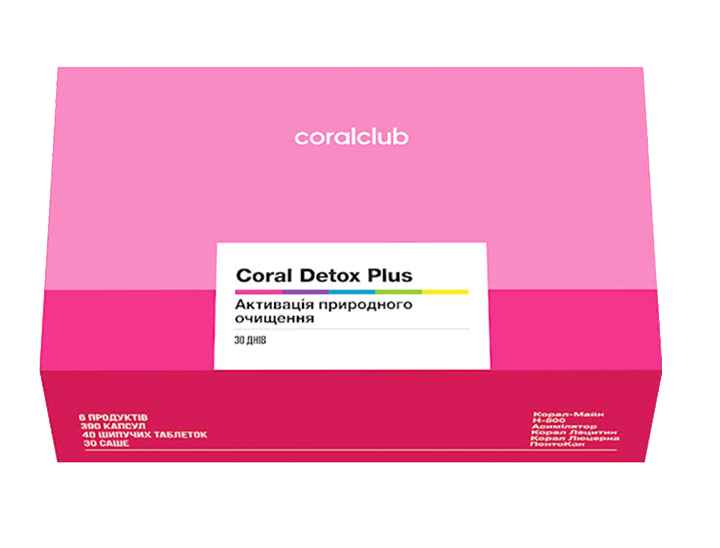 coralclub
Coral Detox Plus
Активація природного
очищення
30 ДНІВ
6 ПРОДУКТІВ
390 КАПСУЛ
40 ШИПУЧИХ ТАБЛЕТОК
30 САШЕ
Корал-Майн
H-500
Асимілятор
Корал Лецитин
Корал Люцерна
ПентоКан